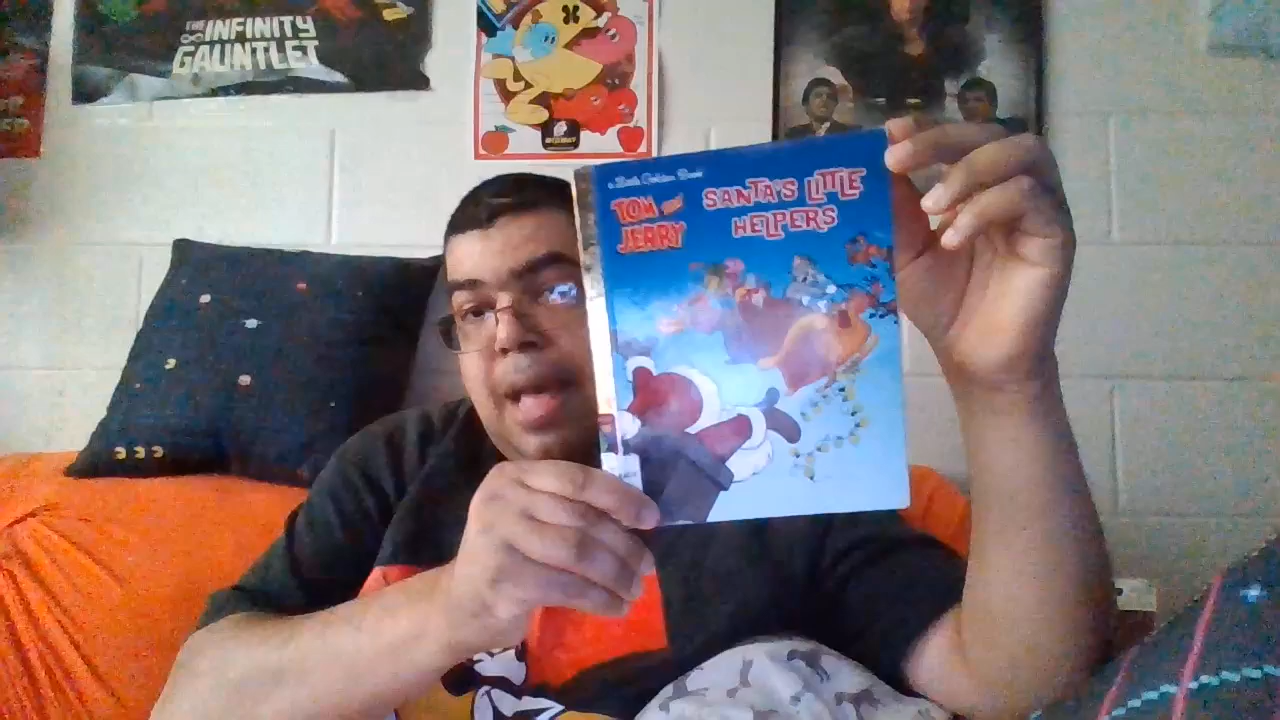 THE
INFINITY
GAUNTLET
a Little Golden Book
TOM and
JERRY
SANTA'S LITTLE
HELPERS